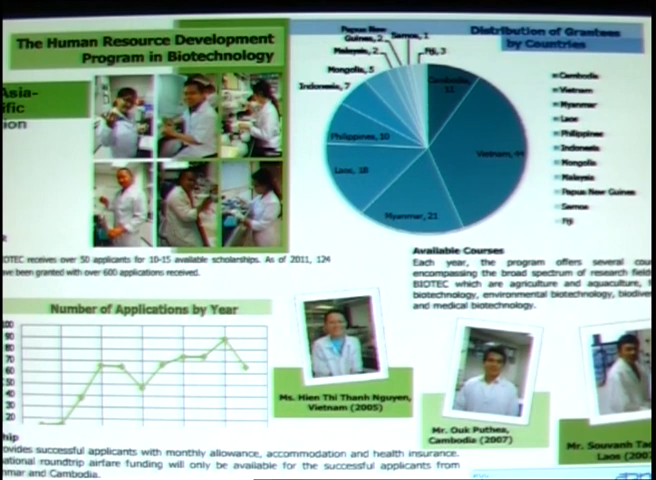 The Human Resource Development
Program in Biotechnology
Asia-
ific
ion
Distribution of Grantees
by Countries
Papua New
Guinea, 2
Samoa, 1
Fiji, 3
Malaysia, 2
Mongolia, 5
Indonesia, 7
Philippines, 10
Laos, 18
Myanmar, 21
Vietnam, 44
Cambodia,
11
Cambodia
Vietnam
Myanmar
Laos
Philippines
Indonesia
Mongolia
Malaysia
Papua New Guinea
Samoa
Fiji
OTEC receives over 50 applicants for 10-15 available scholarships. As of 2011, 124
ve been granted with over 600 applications received.
Available Courses
Each year, the program offers several cou
encompassing the broad spectrum of research field
BIOTEC which are agriculture and aquaculture,
biotechnology, environmental biotechnology, biodive
and medical biotechnology.
Number of Applications by Year
100
90
80
70
60
50
40
30
20
Ms. Hien Thi Thanh Nguyen,
Vietnam (2005)
Mr. Ouk Puthea,
Cambodia (2007)
Mr. Souvanh
Laos (200
hip
ovides successful applicants with monthly allowance, accommodation and health insurance.
ational roundtrip airfare funding will only be available for the successful applicants from
nmar and Cambodia.